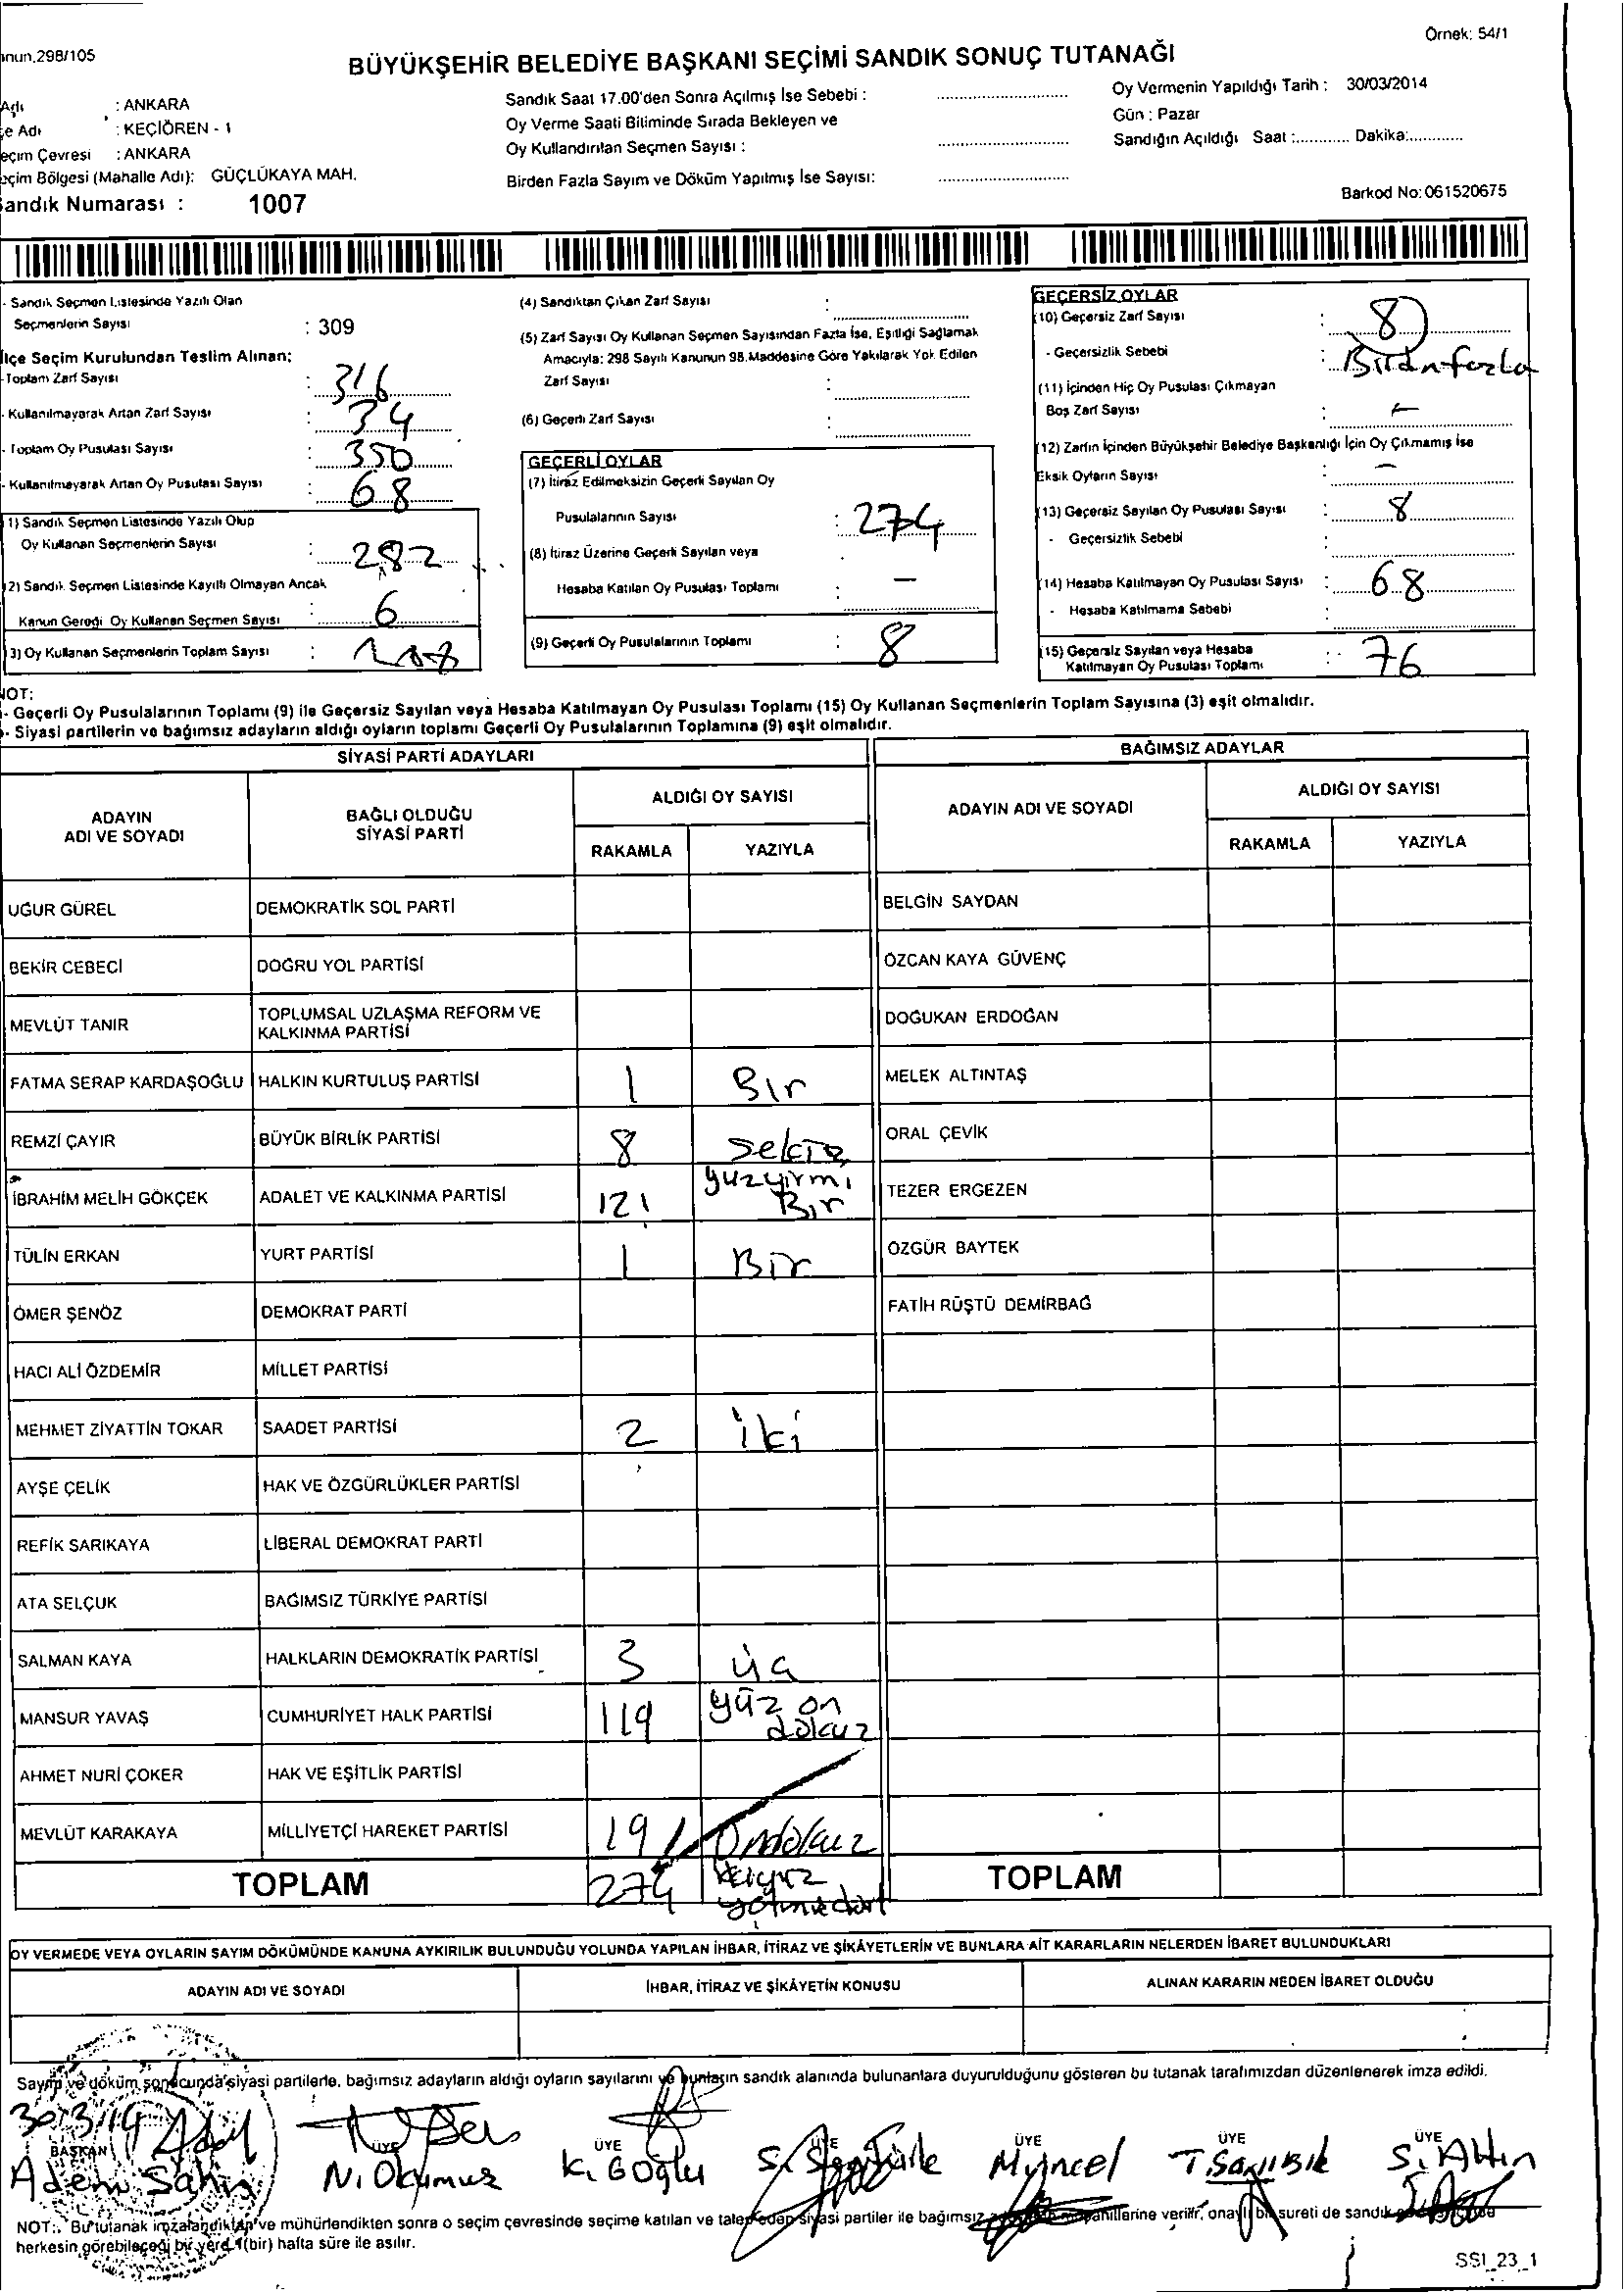 Örnek: 54/1
nun.298/105
BÜYÜKŞEHİR BELEDİYE BAŞKANI SEÇİMİ SANDIK SONUÇ TUTANAĞI
Adı : ANKARA
çe Adı : KEÇİÖREN - 1
eçim Çevresi : ANKARA
eçim Bölgesi (Mahalle Adı): GÜÇLÜKAYA MAH.
Sandık Numarası : 1007
Sandık Saat 17.00'den Sonra Açılmış İse Sebebi :
Oy Verme Saati Bitiminde Sırada Bekleyen ve
Oy Kullandırılan Seçmen Sayısı :
Birden Fazla Sayım ve Döküm Yapılmış İse Sayısı:
Oy Vermenin Yapıldığı Tarih : 30/03/2014
Gün : Pazar
Sandığın Açıldığı Saat :............. Dakika:............
Barkod No: 061520675
- Sandık Seçmen Listesinde Yazılı Olan
Seçmenlerin Sayısı : 309
İlçe Seçim Kurulundan Teslim Alınan:
-Toplam Zarf Sayısı : 316
- Kullanılmayarak Artan Zarf Sayısı : 34
- Toplam Oy Pusulası Sayısı : 350
- Kullanılmayarak Artan Oy Pusulası Sayısı : 68
1) Sandık Seçmen Listesinde Yazılı Olup
Oy Kullanan Seçmenlerin Sayısı : 282
2) Sandık Seçmen Listesinde Kayıtlı Olmayan Ancak
Kanun Gereği Oy Kullanan Seçmen Sayısı : 6
3) Oy Kullanan Seçmenlerin Toplam Sayısı :
(4) Sandıktan Çıkan Zarf Sayısı :
(5) Zarf Sayısı Oy Kullanan Seçmen Sayısından Fazla İse, Eşitliği Sağlamak
Amacıyla: 298 Sayılı Kanunun 98.Maddesine Göre Yakılarak Yok Edilen
Zarf Sayısı :
(6) Geçerli Zarf Sayısı :
GEÇERLİ OYLAR
(7) İtiraz Edilmeksizin Geçerli Sayılan Oy
Pusulalarının Sayısı : 274
(8) İtiraz Üzerine Geçerli Sayılan veya
Hesaba Katılan Oy Pusulası Toplamı : -
(9) Geçerli Oy Pusulalarının Toplamı : 8
GEÇERSİZ OYLAR
(10) Geçersiz Zarf Sayısı : 8
- Geçersizlik Sebebi : Birden fazla
(11) İçinden Hiç Oy Pusulası Çıkmayan
Boş Zarf Sayısı : -
(12) Zarfın İçinden Büyükşehir Belediye Başkanlığı İçin Oy Çıkmamış İse
Eksik Oyların Sayısı : -
(13) Geçersiz Sayılan Oy Pusulası Sayısı : 8
- Geçersizlik Sebebi :
(14) Hesaba Katılmayan Oy Pusulası Sayısı : 68
- Hesaba Katılmama Sebebi :
(15) Geçersiz Sayılan veya Hesaba
Katılmayan Oy Pusulası Toplamı : 76
NOT:
- Geçerli Oy Pusulalarının Toplamı (9) ile Geçersiz Sayılan veya Hesaba Katılmayan Oy Pusulası Toplamı (15) Oy Kullanan Seçmenlerin Toplam Sayısına (3) eşit olmalıdır.
- Siyasi partilerin ve bağımsız adayların aldığı oyların toplamı Geçerli Oy Pusulalarının Toplamına (9) eşit olmalıdır.
SİYASİ PARTİ ADAYLARI
BAĞIMSIZ ADAYLAR
ADAYIN ADI VE SOYADI
BAĞLI OLDUĞU SİYASİ PARTİ
ALDIĞI OY SAYISI
RAKAMLA YAZIYLA
ADAYIN ADI VE SOYADI
ALDIĞI OY SAYISI
RAKAMLA YAZIYLA
UĞUR GÜREL DEMOKRATİK SOL PARTİ BELGİN SAYDAN
BEKİR CEBECİ DOĞRU YOL PARTİSİ ÖZCAN KAYA GÜVENÇ
MEVLÜT TANIR TOPLUMSAL UZLAŞMA REFORM VE KALKINMA PARTİSİ DOĞUKAN ERDOĞAN
FATMA SERAP KARDAŞOĞLU HALKIN KURTULUŞ PARTİSİ 1 Bir MELEK ALTINTAŞ
REMZİ ÇAYIR BÜYÜK BİRLİK PARTİSİ 8 sekiz ORAL ÇEVİK
İBRAHİM MELİH GÖKÇEK ADALET VE KALKINMA PARTİSİ 121 yüzyirmi Bir TEZER ERGEZEN
TÜLİN ERKAN YURT PARTİSİ 1 Bir ÖZGÜR BAYTEK
ÖMER ŞENÖZ DEMOKRAT PARTİ FATİH RÜŞTÜ DEMİRBAĞ
HACI ALİ ÖZDEMİR MİLLET PARTİSİ
MEHMET ZİYATTİN TOKAR SAADET PARTİSİ 2 iki
AYŞE ÇELİK HAK VE ÖZGÜRLÜKLER PARTİSİ
REFİK SARIKAYA LİBERAL DEMOKRAT PARTİ
ATA SELÇUK BAĞIMSIZ TÜRKİYE PARTİSİ
SALMAN KAYA HALKLARIN DEMOKRATİK PARTİSİ 3 üç
MANSUR YAVAŞ CUMHURİYET HALK PARTİSİ 119 yüz on dokuz
AHMET NURİ ÇOKER HAK VE EŞİTLİK PARTİSİ
MEVLÜT KARAKAYA MİLLİYETÇİ HAREKET PARTİSİ 19 Ondokuz
TOPLAM 274 ikiyüz yetmişdört TOPLAM
OY VERMEDE VEYA OYLARIN SAYIM DÖKÜMÜNDE KANUNA AYKIRILIK BULUNDUĞU YOLUNDA YAPILAN İHBAR, İTİRAZ VE ŞİKÂYETLERİN VE BUNLARA AİT KARARLARIN NELERDEN İBARET BULUNDUKLARI
ADAYIN ADI VE SOYADI İHBAR, İTİRAZ VE ŞİKÂYETİN KONUSU ALINAN KARARIN NEDEN İBARET OLDUĞU
Sayım ve döküm sonucunda siyasi partilerle, bağımsız adayların aldığı oyların sayılarını ve bunların sandık alanında bulunanlara duyurulduğunu gösteren bu tutanak tarafımızdan düzenlenerek imza edildi.
30/3/14
BAŞKAN ÜYE ÜYE ÜYE ÜYE ÜYE ÜYE
Adem Şahin N. Okumuş K. Goğlu S. Şentürk M. Yüncel T. Sarıışık S. Altın
NOT: Bu tutanak imzalandıktan ve mühürlendikten sonra o seçim çevresinde seçime katılan ve talep eden siyasi partiler ile bağımsız verilir, onaylı bir sureti de sandık
herkesin görebileceği bir yerde 1(bir) hafta süre ile asılır.
SSI_23_1